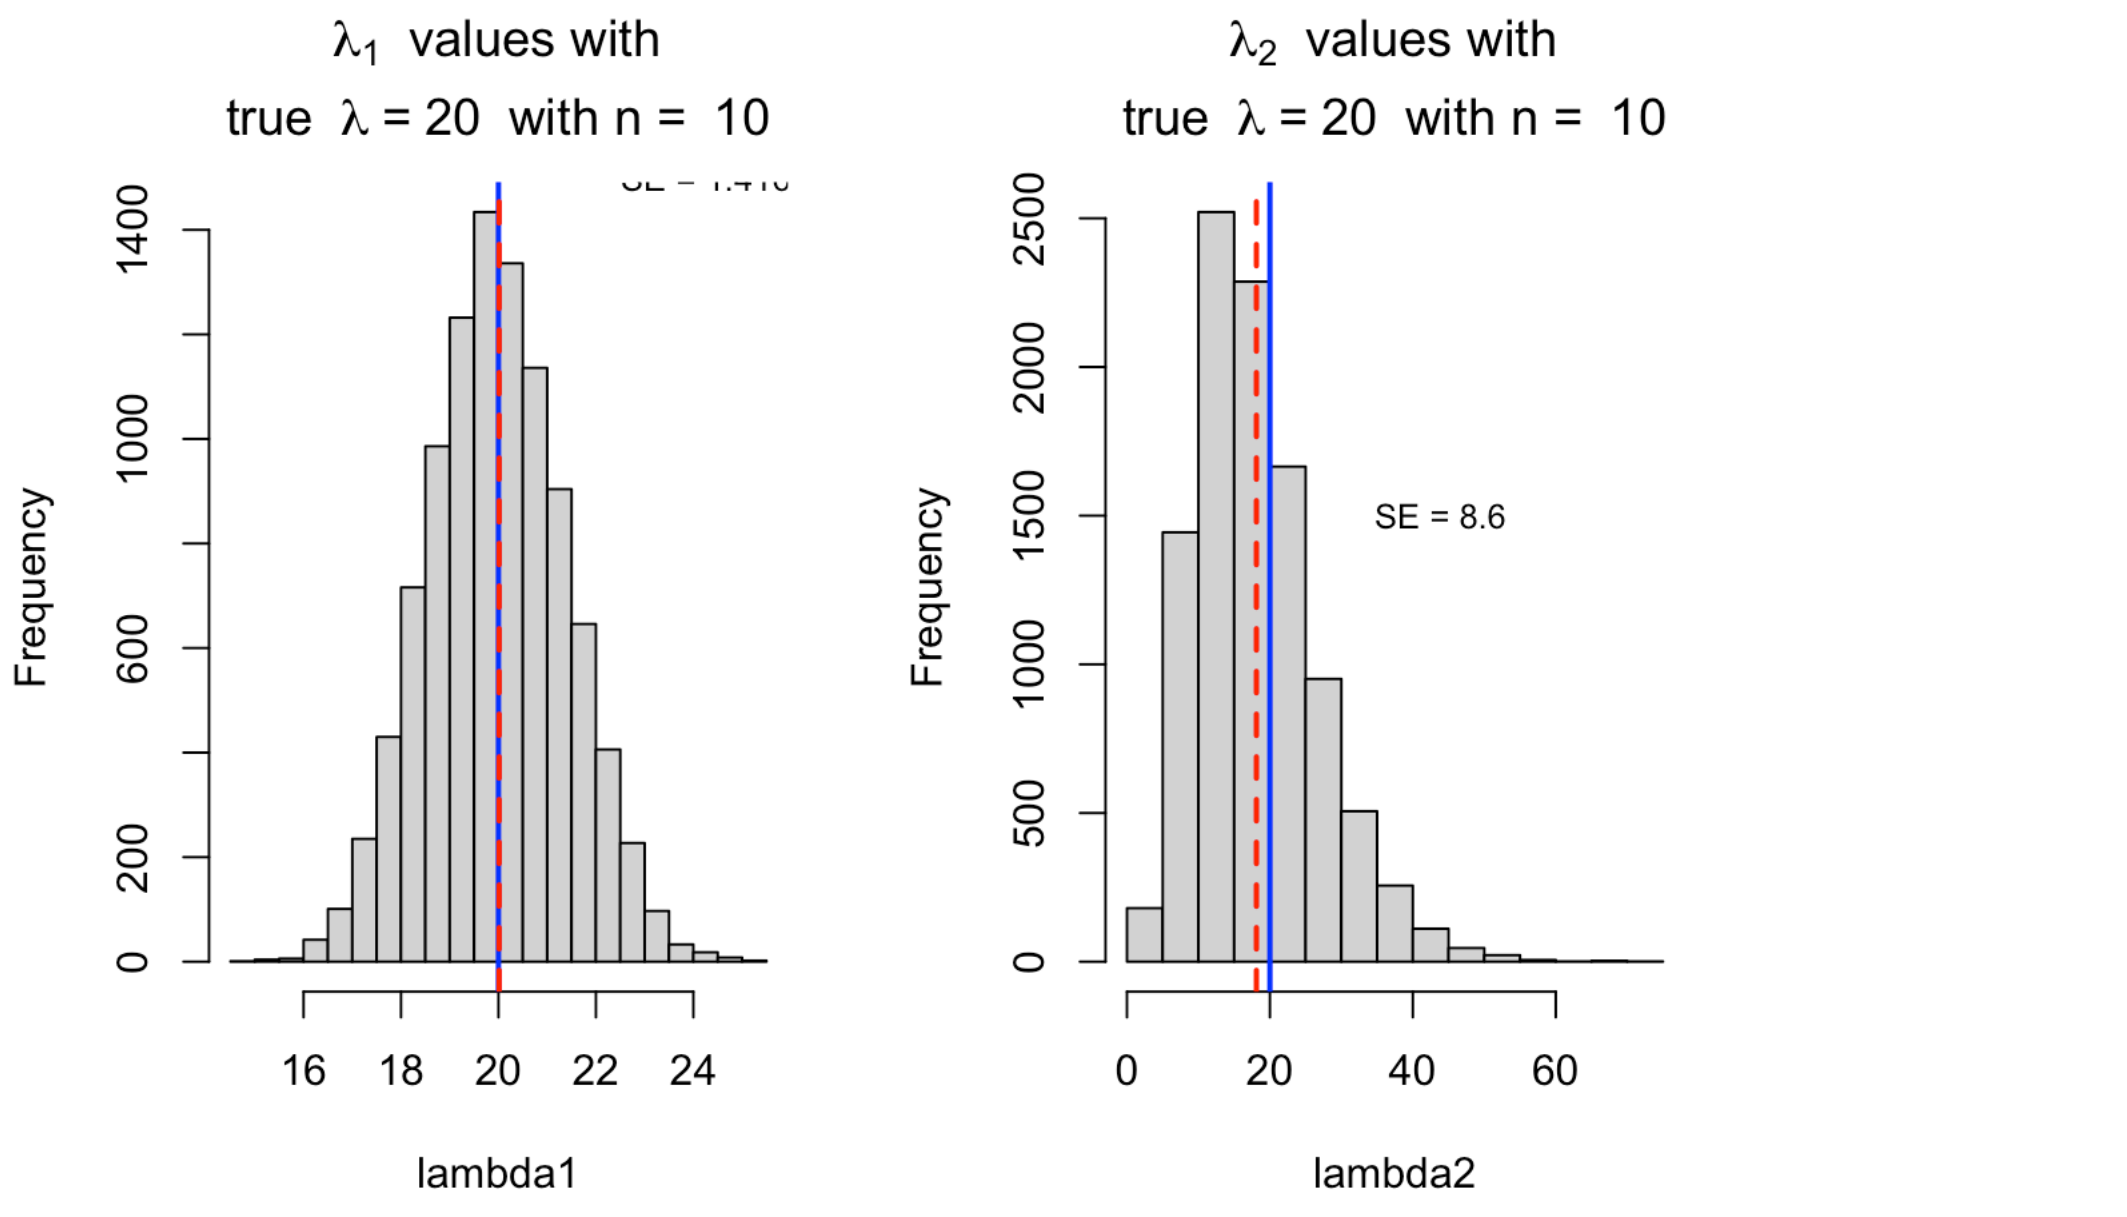 λ1 values with
true λ = 20 with n = 10
Frequency
1400
1000
600
200
0
16 18 20 22 24
lambda1
λ2 values with
true λ = 20 with n = 10
Frequency
2500
2000
1500
1000
500
0
SE = 8.6
0 20 40 60
lambda2